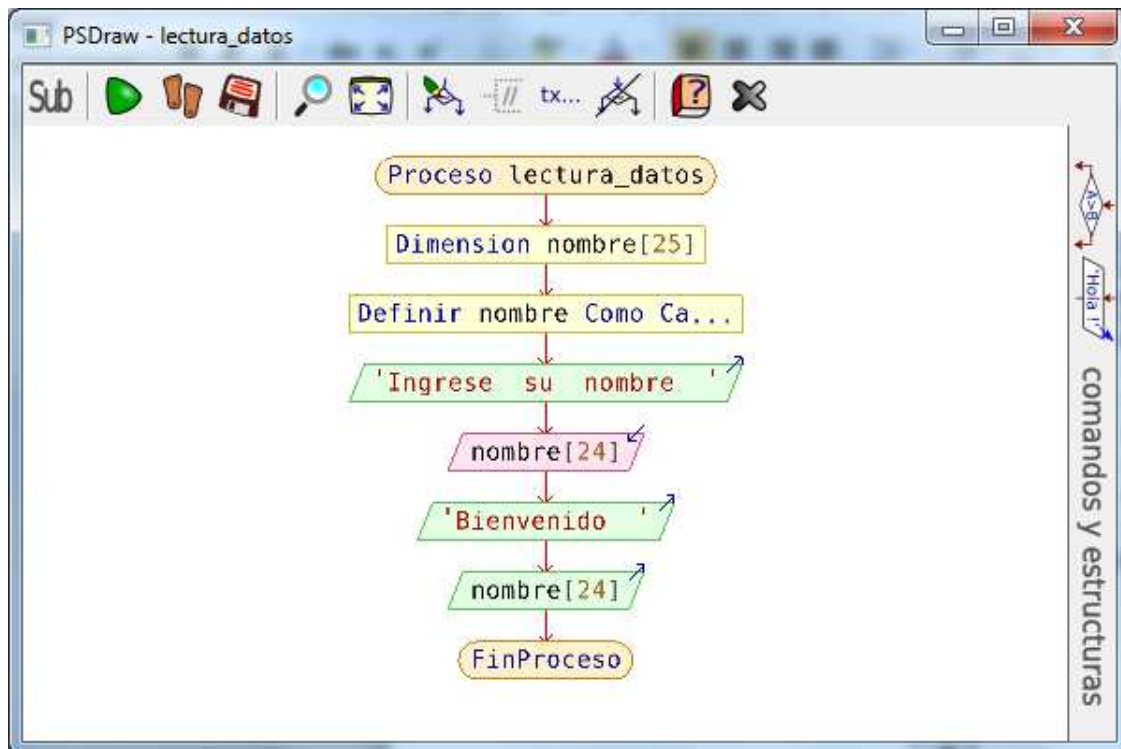 PSDraw - lectura_datos
Sub
tx...
Proceso lectura_datos
Dimension nombre[25]
Definir nombre Como Ca...
'Ingrese su nombre '
nombre[24]
'Bienvenido '
nombre[24]
FinProceso
A>B
'Hola !'
comandos y estructuras